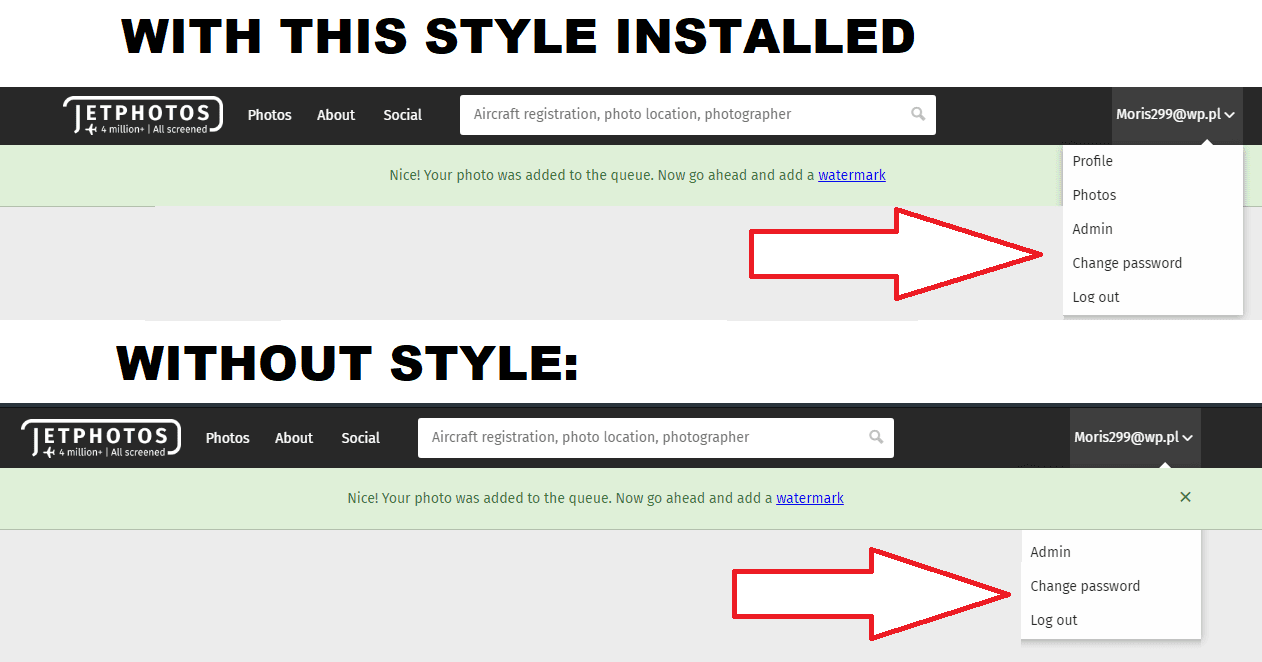 WITH THIS STYLE INSTALLED
JETPHOTOS
4 million+ | All screened
Photos About Social
Aircraft registration, photo location, photographer
Moris299@wp.pl
Nice! Your photo was added to the queue. Now go ahead and add a watermark
Profile
Photos
Admin
Change password
Log out
WITHOUT STYLE:
JETPHOTOS
4 million+ | All screened
Photos About Social
Aircraft registration, photo location, photographer
Moris299@wp.pl
Nice! Your photo was added to the queue. Now go ahead and add a watermark
Admin
Change password
Log out